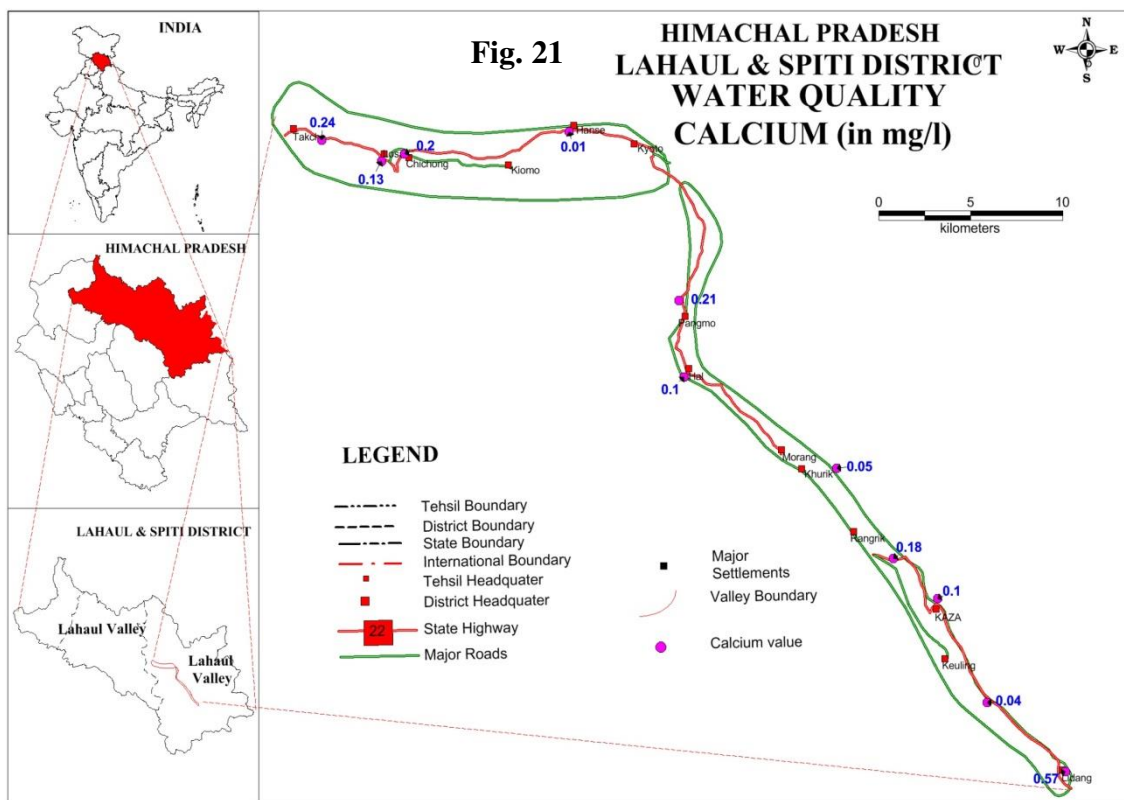 INDIA
HIMACHAL PRADESH
LAHAUL & SPITI DISTRICT
Lahaul Valley
Lahaul
Valley
Fig. 21
HIMACHAL PRADESH
LAHAUL & SPITI DISTRICT
WATER QUALITY
CALCIUM (in mg/l)
N
W
E
S
0
5
10
kilometers
0.24
0.13
0.2
Chichong
Kiomo
Hanse
0.01
Kyoto
0.21
Pangmo
Hal
0.1
Morang
Khurik
0.05
Rangrik
0.18
0.1
KAZA
Keuling
0.04
0.57
LEGEND
Tehsil Boundary
District Boundary
State Boundary
International Boundary
Tehsil Headquater
District Headquater
22
State Highway
Major Roads
Major
Settlements
Valley Boundary
Calcium value